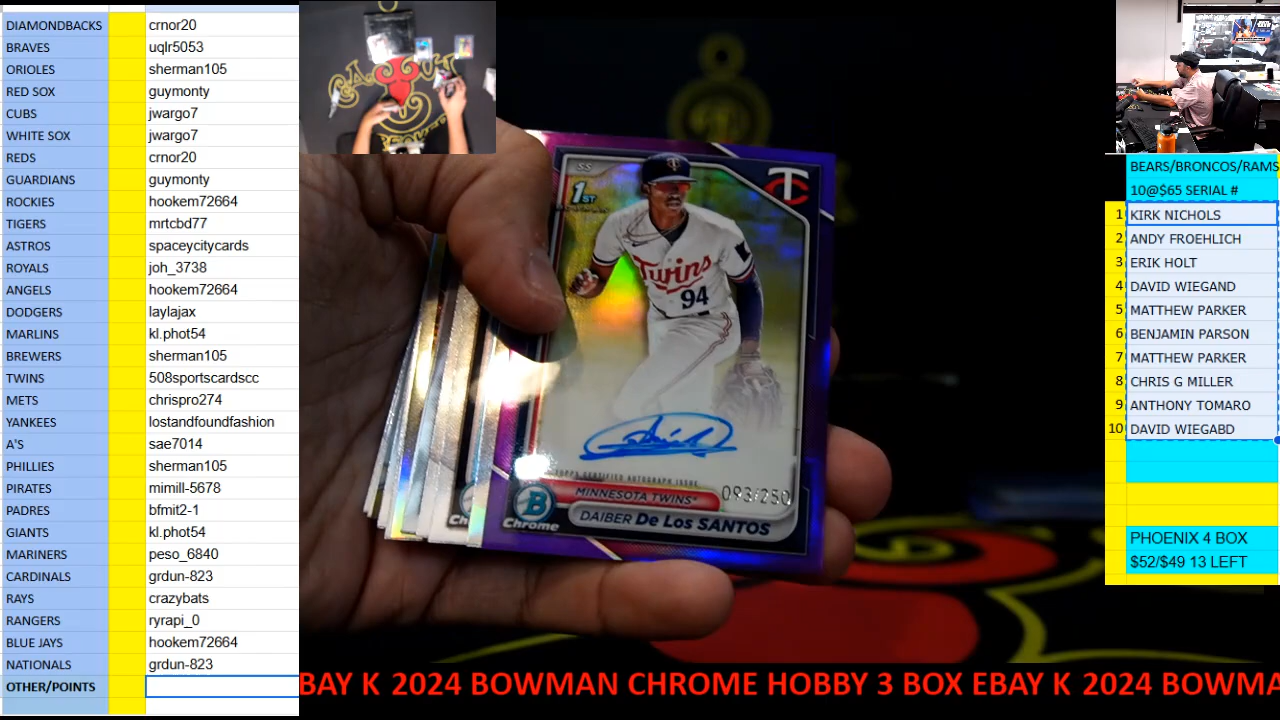 DIAMONDBACKS crnor20
BRAVES uqlr5053
ORIOLES sherman105
RED SOX guymonty
CUBS jwargo7
WHITE SOX jwargo7
REDS crnor20
GUARDIANS guymonty
ROCKIES hookem72664
TIGERS mrtcbd77
ASTROS spaceycitycards
ROYALS joh_3738
ANGELS hookem72664
DODGERS laylajax
MARLINS kl.phot54
BREWERS sherman105
TWINS 508sportscardscc
METS chrispro274
YANKEES lostandfoundfashion
A'S sae7014
PHILLIES sherman105
PIRATES mimill-5678
PADRES bfmit2-1
GIANTS kl.phot54
MARINERS peso_6840
CARDINALS grdun-823
RAYS crazybats
RANGERS ryrapi_0
BLUE JAYS hookem72664
NATIONALS grdun-823
OTHER/POINTS
SS
1ST
TC
Twins
94
TOPPS CERTIFIED AUTOGRAPH ISSUE
093/250
B
Chrome
MINNESOTA TWINS
DAIBER De Los SANTOS
Ch
BEARS/BRONCOS/RAMS
10@$65 SERIAL #
1 KIRK NICHOLS
2 ANDY FROEHLICH
3 ERIK HOLT
4 DAVID WIEGAND
5 MATTHEW PARKER
6 BENJAMIN PARSON
7 MATTHEW PARKER
8 CHRIS G MILLER
9 ANTHONY TOMARO
10 DAVID WIEGABD
PHOENIX 4 BOX
$52/$49 13 LEFT
BAY K 2024 BOWMAN CHROME HOBBY 3 BOX EBAY K 2024 BOWMA